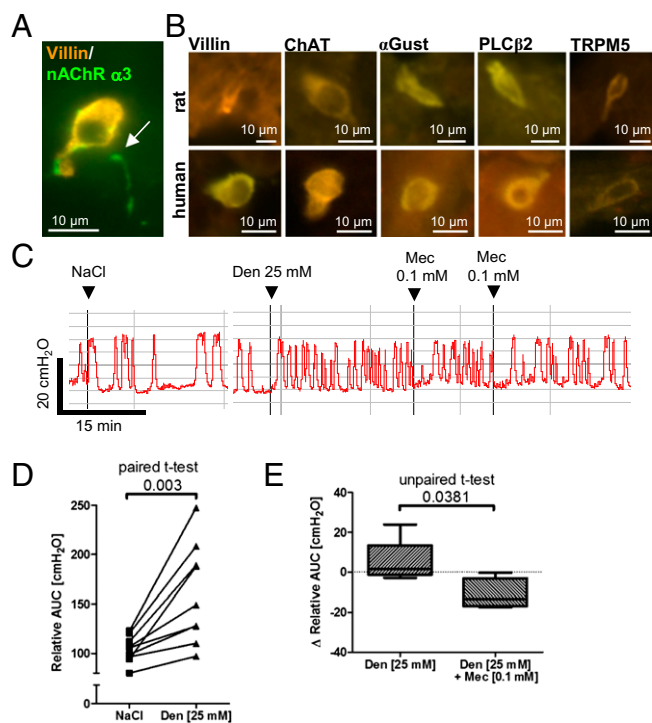 A
Villin/
nAChR α3
10 µm
B
Villin ChAT αGust PLCβ2 TRPM5
rat
10 µm 10 µm 10 µm 10 µm 10 µm
human
10 µm 10 µm 10 µm 10 µm 10 µm
C
NaCl Den 25 mM Mec 0.1 mM Mec 0.1 mM
20 cmH₂O
15 min
D
paired t-test
0.003
Relative AUC [cmH₂O]
250
200
150
100
0
NaCl Den [25 mM]
E
unpaired t-test
0.0381
Δ Relative AUC [cmH₂O]
40
20
0
-20
-40
Den [25 mM] Den [25 mM]
+ Mec [0.1 mM]